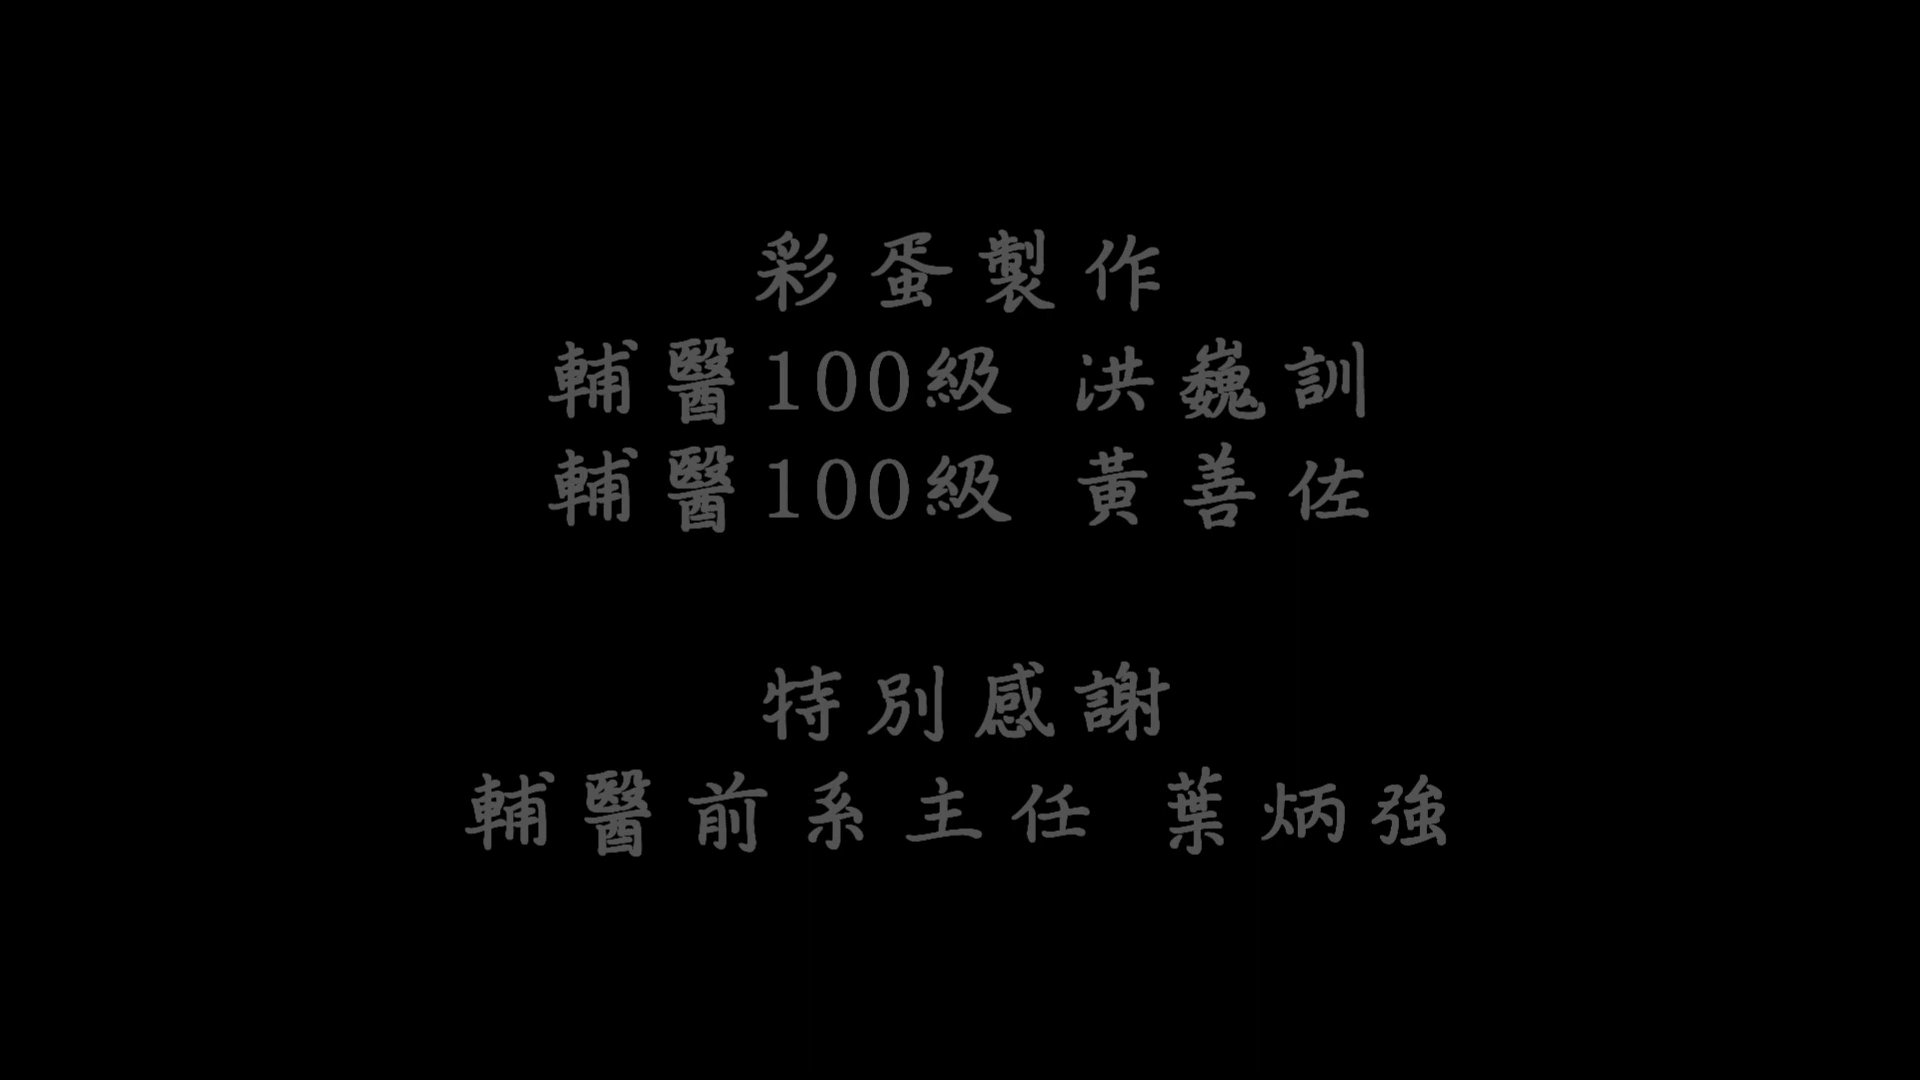 彩蛋製作
輔醫100級 洪巍訓
輔醫100級 黃善佐
特別感謝
輔醫前系主任 葉炳強